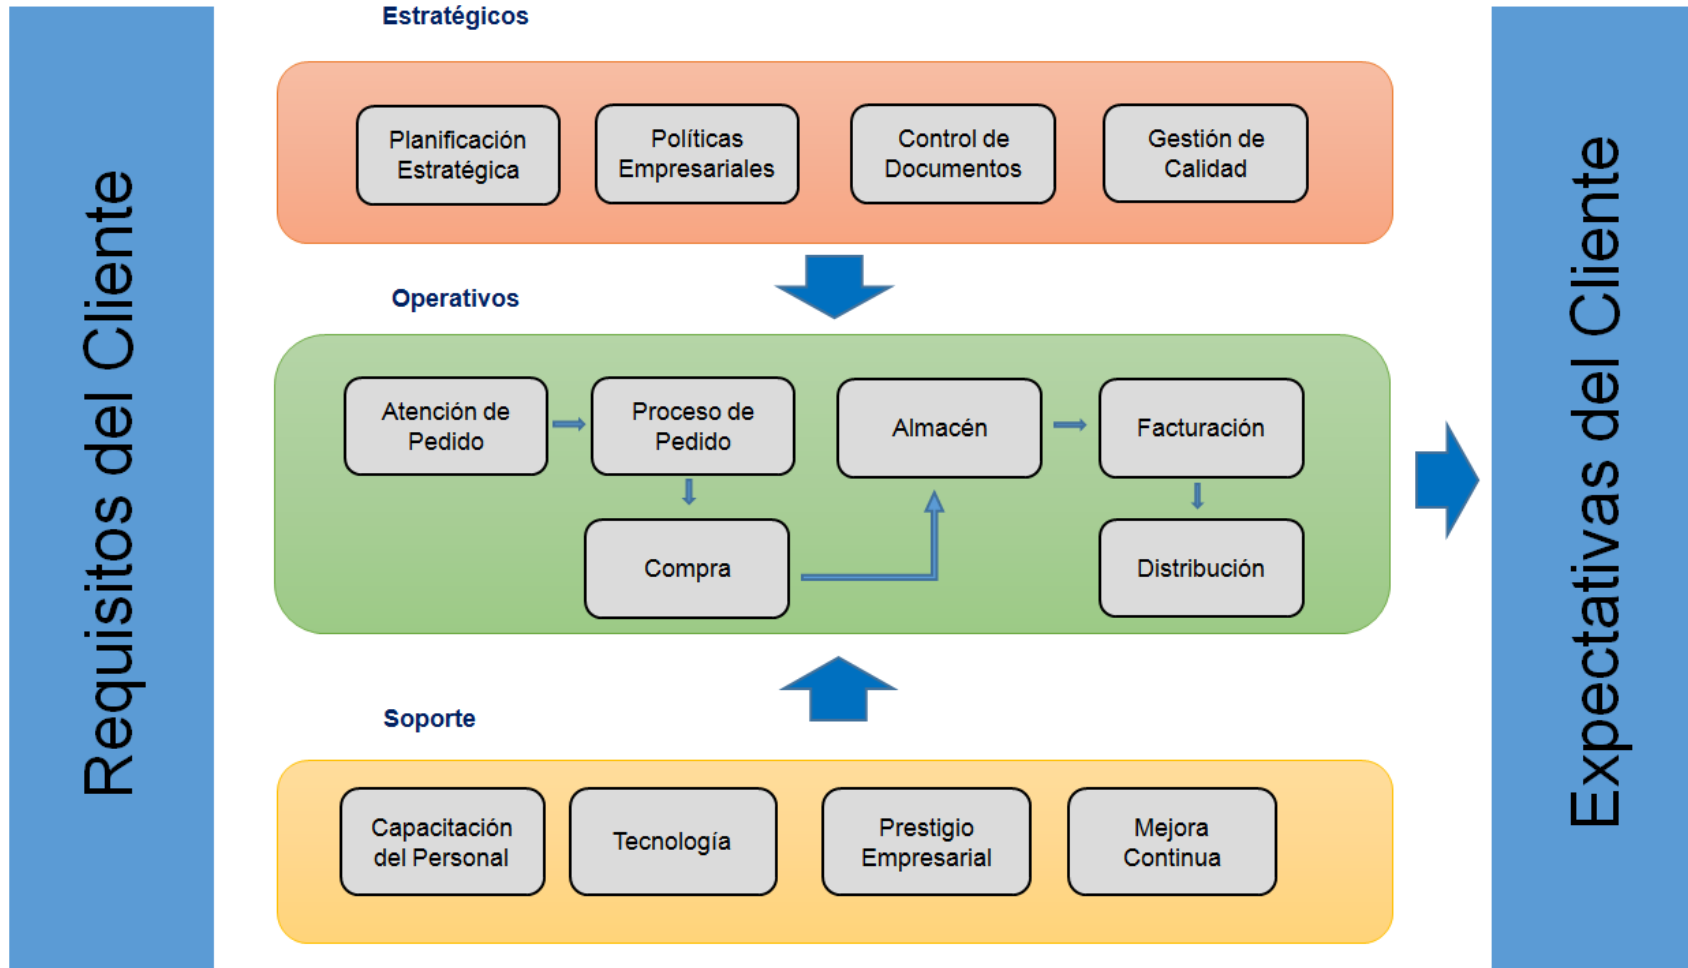 Requisitos del Cliente
Estratégicos
Planificación
Estratégica
Políticas
Empresariales
Control de
Documentos
Gestión de
Calidad
Operativos
Atención de
Pedido
Proceso de
Pedido
Almacén
Facturación
Compra
Distribución
Soporte
Capacitación
del Personal
Tecnología
Prestigio
Empresarial
Mejora
Continua
Expectativas del Cliente